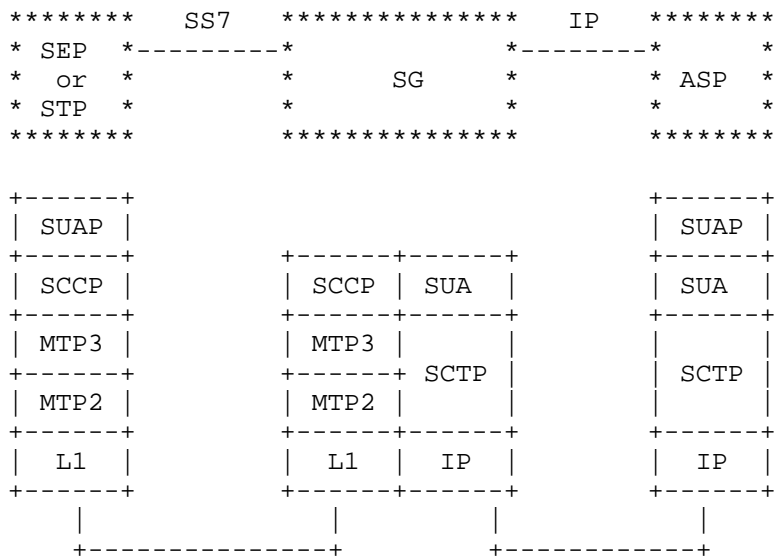 ********   SS7   ***************   IP   ********
* SEP  *---------*             *--------*      *
*  or  *         *      SG     *        * ASP  *
* STP  *         *             *        *      *
********         ***************        ********

+------+                                +------+
| SUAP |                                | SUAP |
+------+         +------+------+        +------+
| SCCP |         | SCCP | SUA  |        | SUA  |
+------+         +------+------+        +------+
| MTP3 |         | MTP3 |      |        |      |
+------+         +------+ SCTP |        | SCTP |
| MTP2 |         | MTP2 |      |        |      |
+------+         +------+------+        +------+
|  L1  |         |  L1  |  IP  |        |  IP  |
+------+         +------+------+        +------+
    |               |         |            |
    +---------------+         +------------+